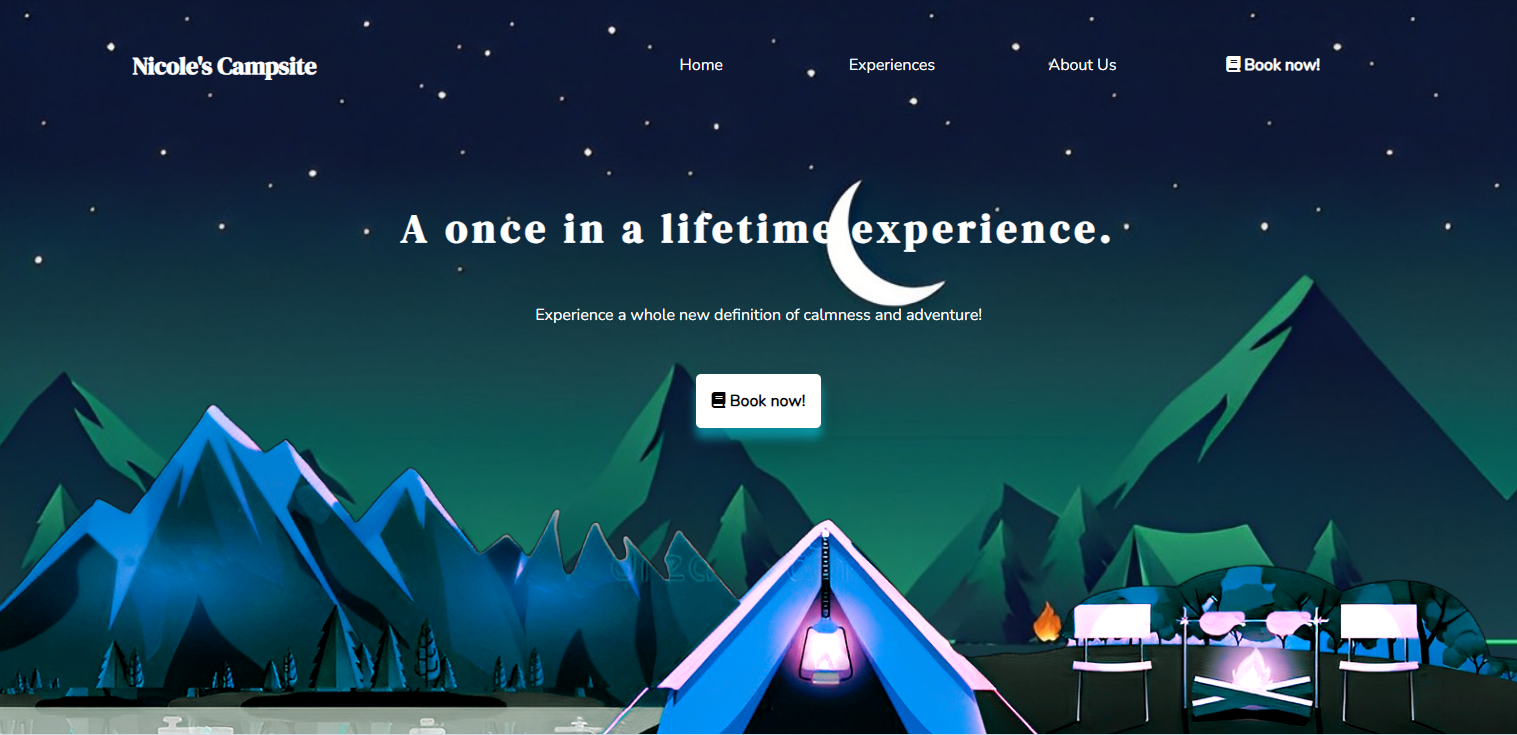 Nicole's Campsite
Home
Experiences
About Us
Book now!
A once in a lifetime experience.
Experience a whole new definition of calmness and adventure!
Book now!